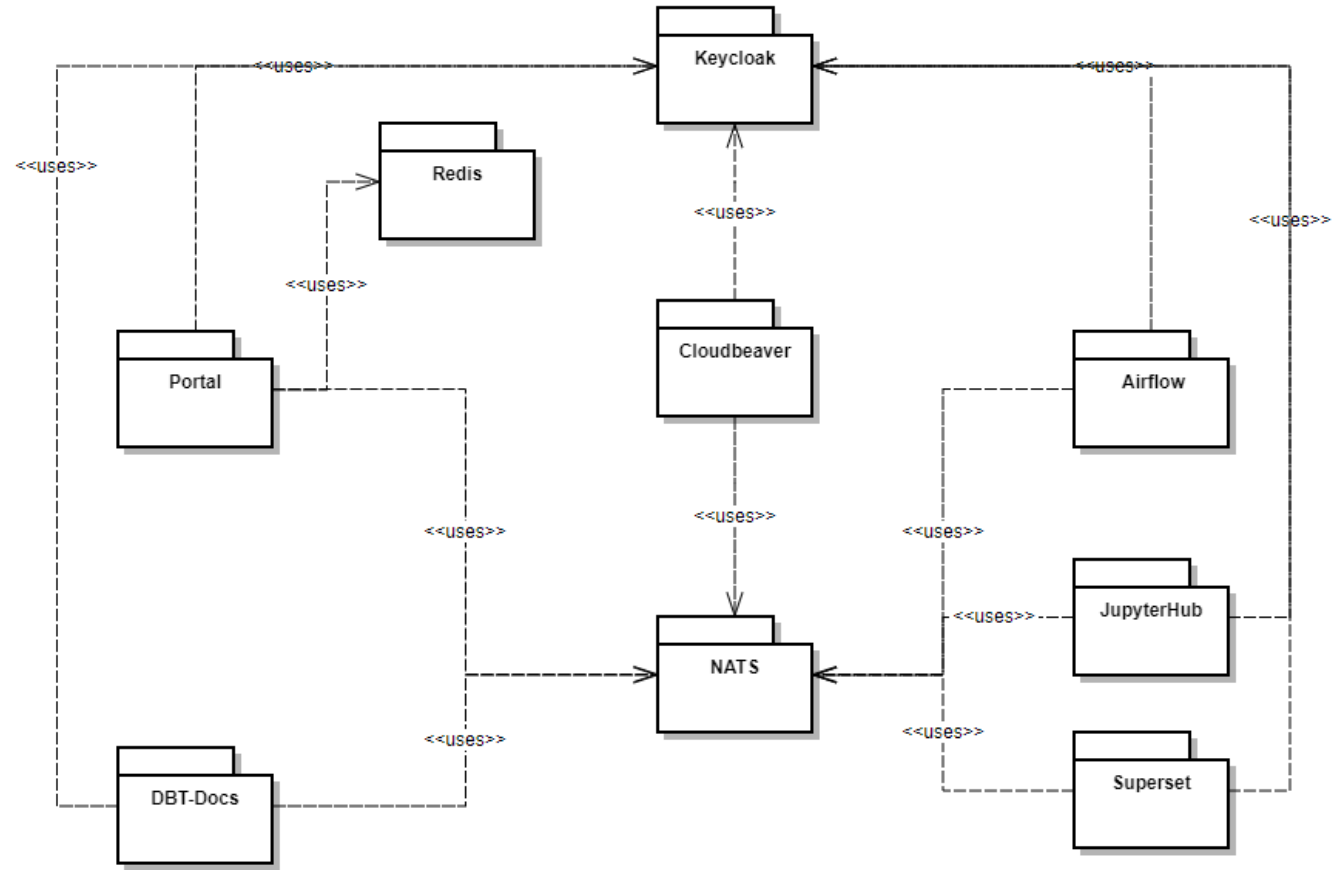 Keycloak
<<uses>>
<<uses>>
<<uses>>
Redis
<<uses>>
<<uses>>
<<uses>>
Cloudbeaver
Portal
Airflow
<<uses>>
<<uses>>
<<uses>>
JupyterHub
<<uses>>
NATS
<<uses>>
<<uses>>
DBT-Docs
Superset